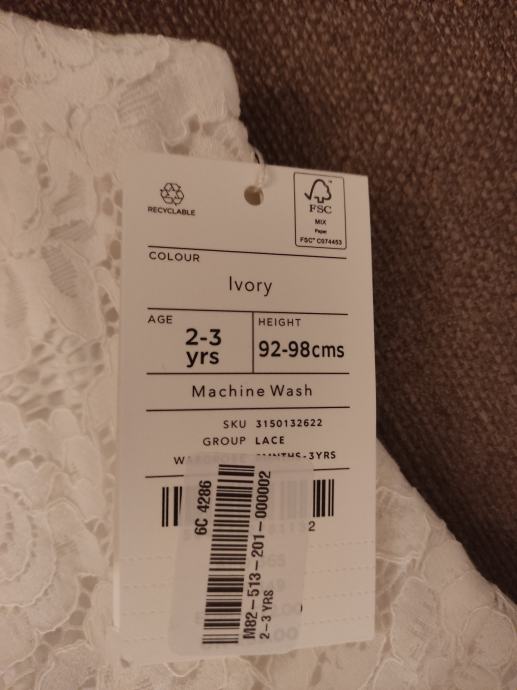 RECYCLABLE
FSC
MIX
Paper
FSC® C074453
COLOUR
Ivory
AGE
2-3
yrs
HEIGHT
92-98cms
Machine Wash
SKU 3150132622
GROUP LACE
-3YRS
6C 4286
M82-513-201-000002
2-3 YRS